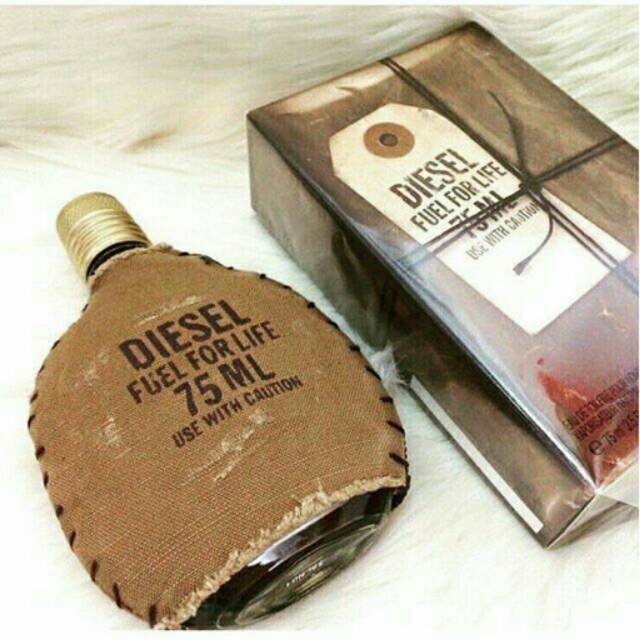 DIESEL
FUEL FOR LIFE
75 ML
USE WITH CAUTION
DIESEL
FUEL FOR LIFE
75 ML
USE WITH CAUTION